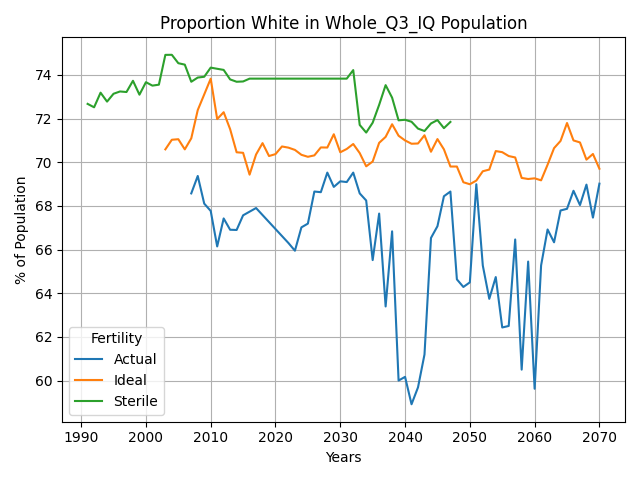 Proportion White in Whole_Q3_IQ Population
% of Population
74
72
70
68
66
64
62
60
Fertility
Actual
Ideal
Sterile
1990 2000 2010 2020 2030 2040 2050 2060 2070
Years